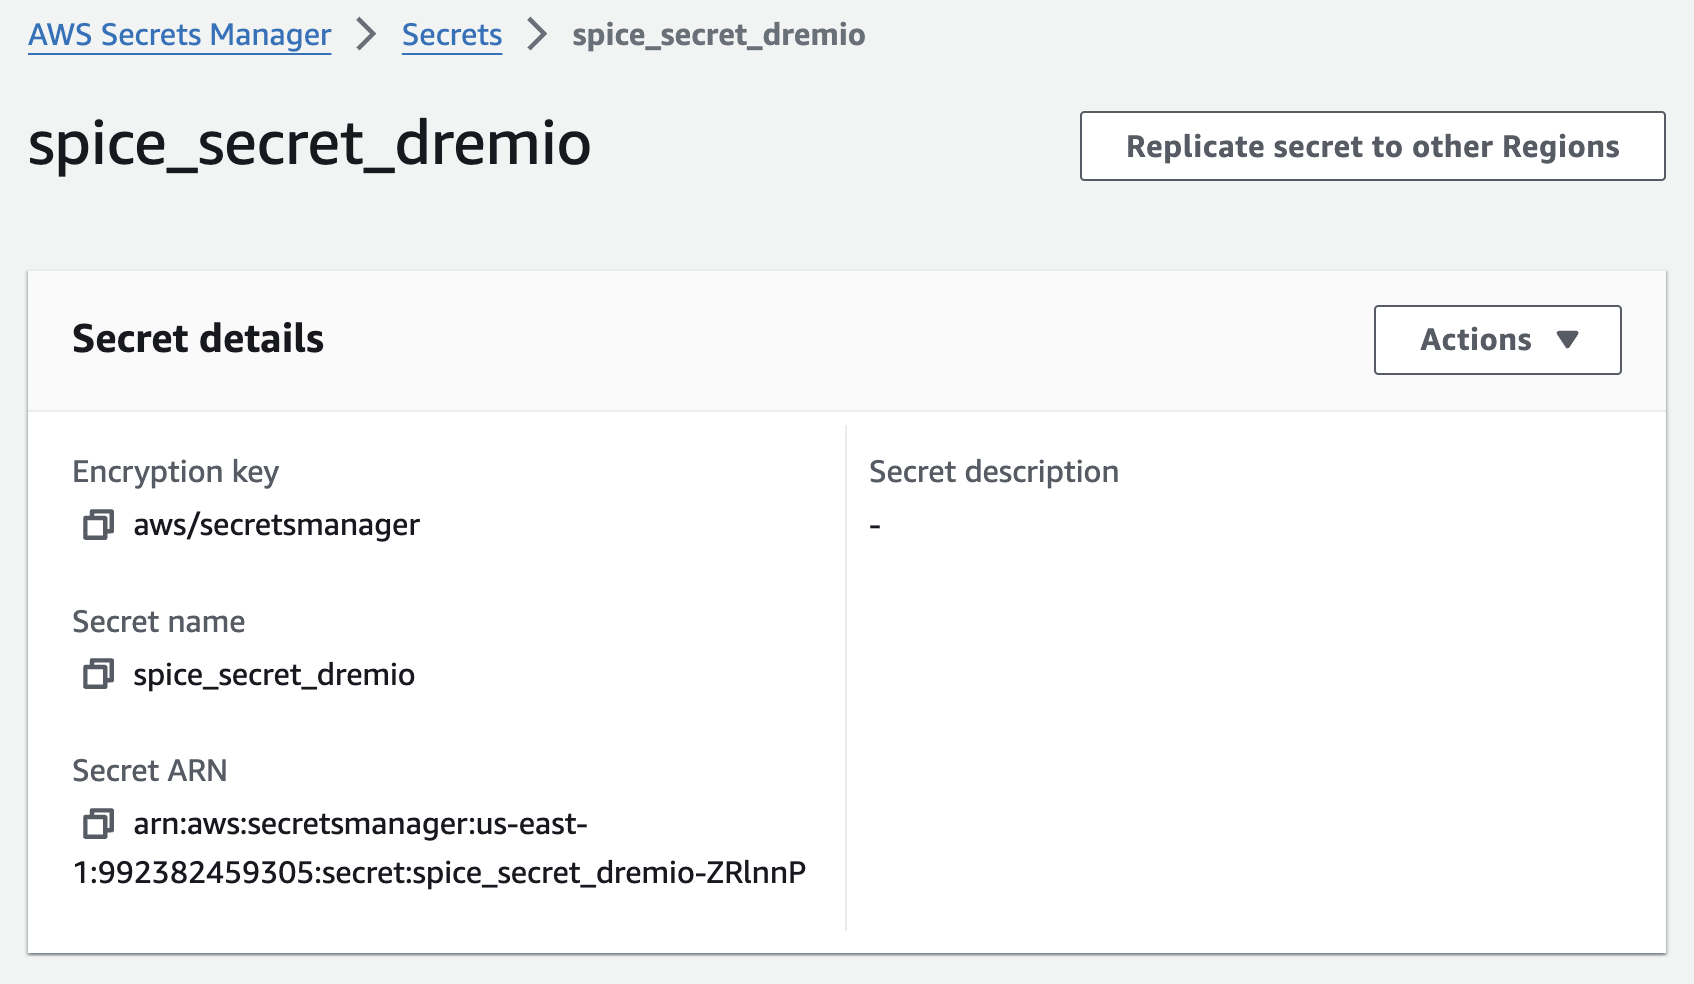 AWS Secrets Manager > Secrets > spice_secret_dremio
spice_secret_dremio
Replicate secret to other Regions
Secret details
Actions
Encryption key
aws/secretsmanager
Secret name
spice_secret_dremio
Secret ARN
arn:aws:secretsmanager:us-east-
1:992382459305:secret:spice_secret_dremio-ZRlnnP
Secret description
-